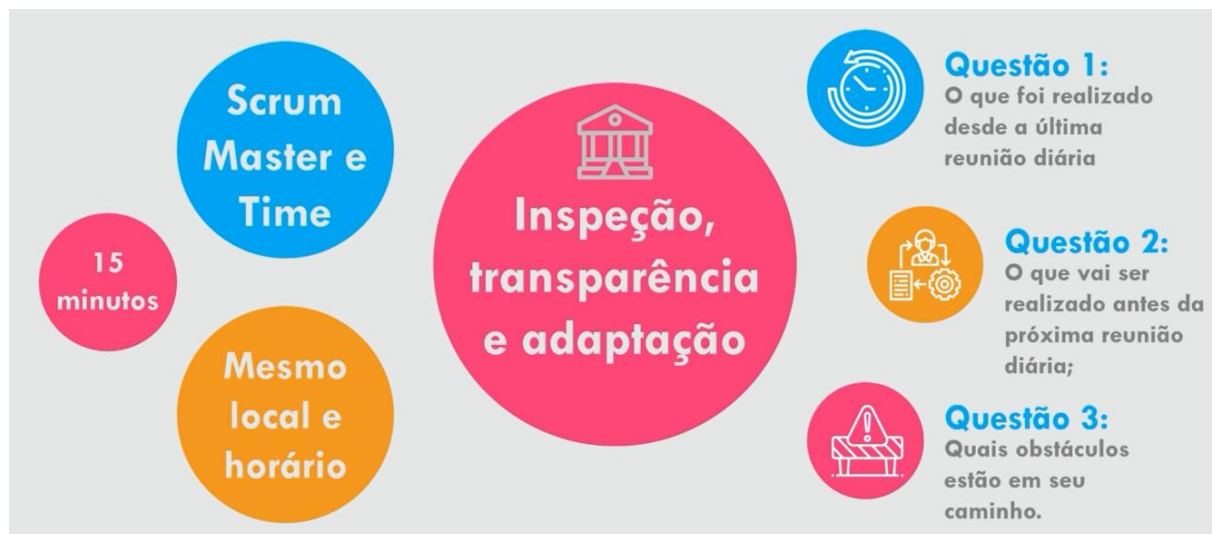 15
minutos
Scrum
Master e
Time
Mesmo
local e
horário
Inspeção,
transparência
e adaptação
Questão 1:
O que foi realizado
desde a última
reunião diária
Questão 2:
O que vai ser
realizado antes da
próxima reunião
diária;
Questão 3:
Quais obstáculos
estão em seu
caminho.